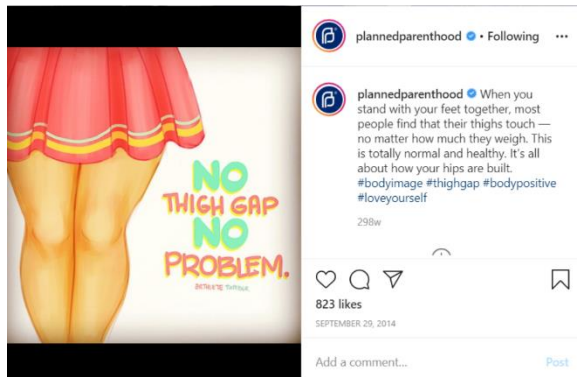 NO
THIGH GAP
NO
PROBLEM.
plannedparenthood • Following
plannedparenthood When you
stand with your feet together, most
people find that their thighs touch —
no matter how much they weigh. This
is totally normal and healthy. It's all
about how your hips are built.
#bodyimage #thighgap #bodypositive
#loveyourself
298w
823 likes
SEPTEMBER 29, 2014
Add a comment... Post